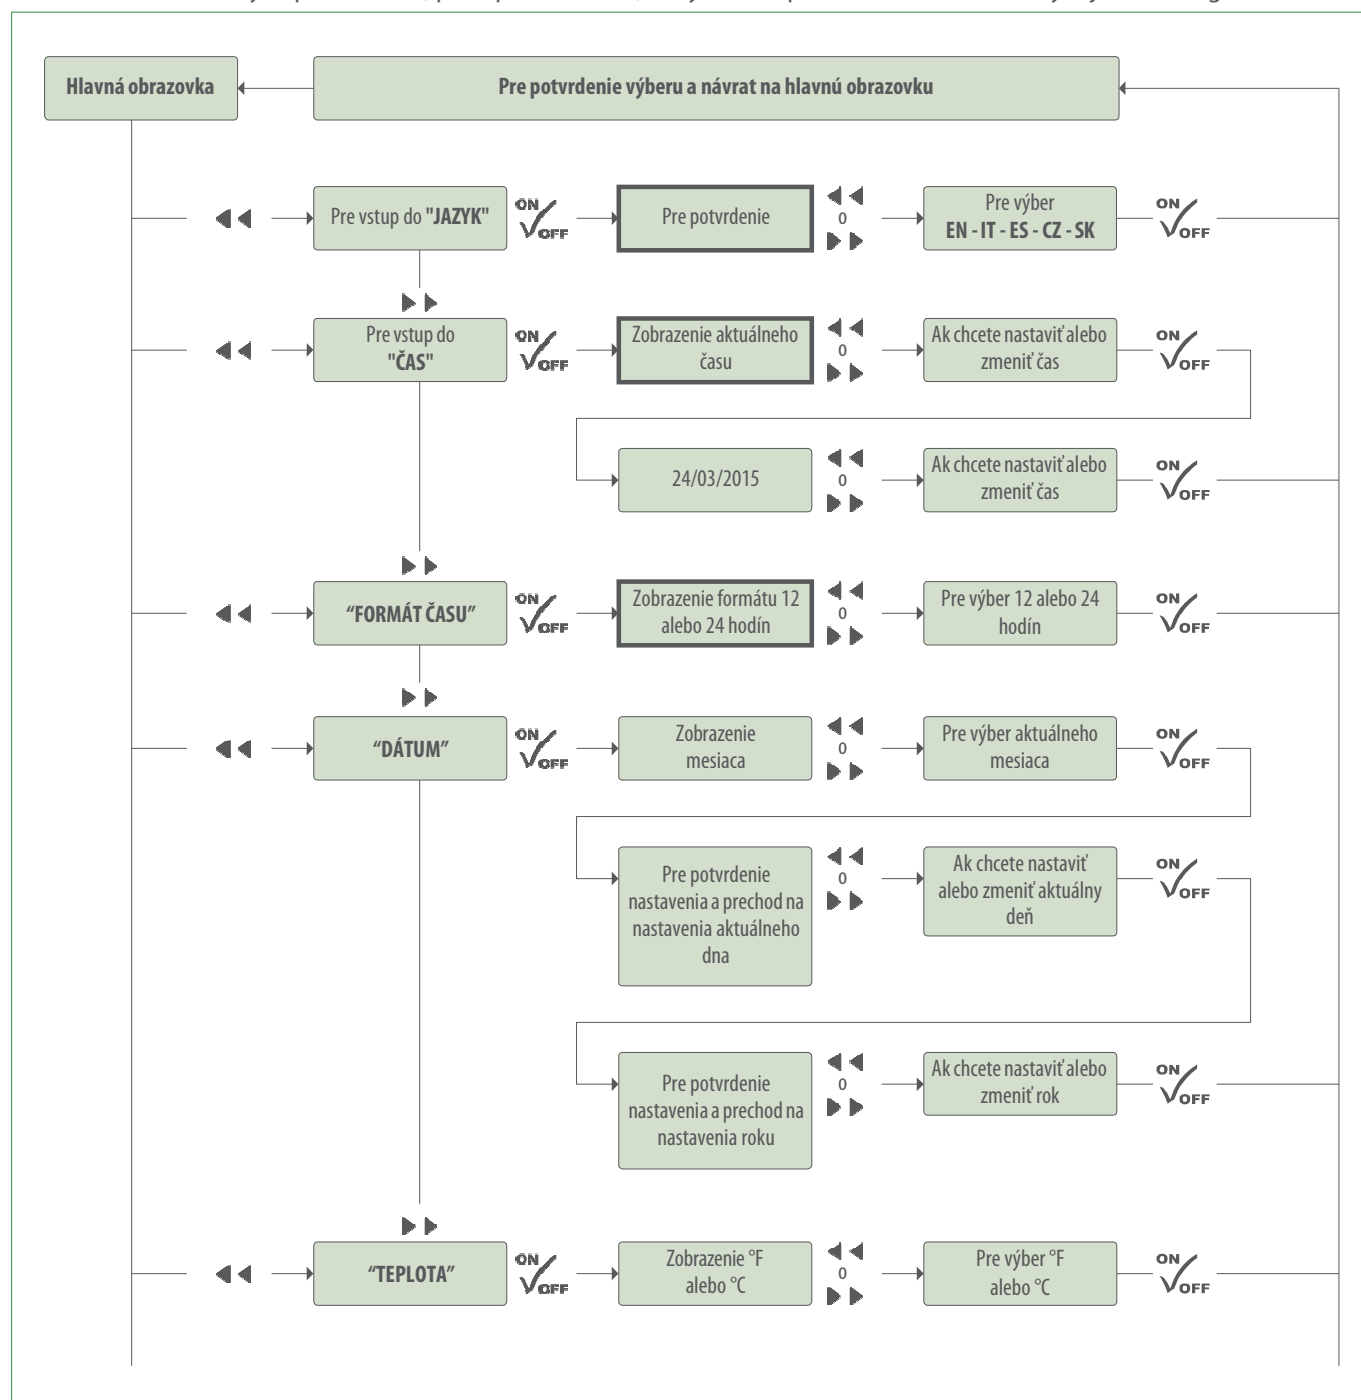 Hlavná obrazovka
Pre potvrdenie výberu a návrat na hlavnú obrazovku
Pre vstup do "JAZYK"
ON
OFF
Pre potvrdenie
0
Pre výber
EN - IT - ES - CZ - SK
ON
OFF
Pre vstup do
"ČAS"
ON
OFF
Zobrazenie aktuálneho
času
0
Ak chcete nastaviť alebo
zmeniť čas
ON
OFF
24/03/2015
0
Ak chcete nastaviť alebo
zmeniť čas
ON
OFF
“FORMÁT ČASU”
ON
OFF
Zobrazenie formátu 12
alebo 24 hodín
0
Pre výber 12 alebo 24
hodín
ON
OFF
“DÁTUM”
ON
OFF
Zobrazenie
mesiaca
0
Pre výber aktuálneho
mesiaca
ON
OFF
Pre potvrdenie
nastavenia a prechod na
nastavenia aktuálneho
dna
0
Ak chcete nastaviť
alebo zmeniť aktuálny
deň
ON
OFF
Pre potvrdenie
nastavenia a prechod na
nastavenia roku
0
Ak chcete nastaviť alebo
zmeniť rok
ON
OFF
“TEPLOTA”
ON
OFF
Zobrazenie °F
alebo °C
0
Pre výber °F
alebo °C
ON
OFF